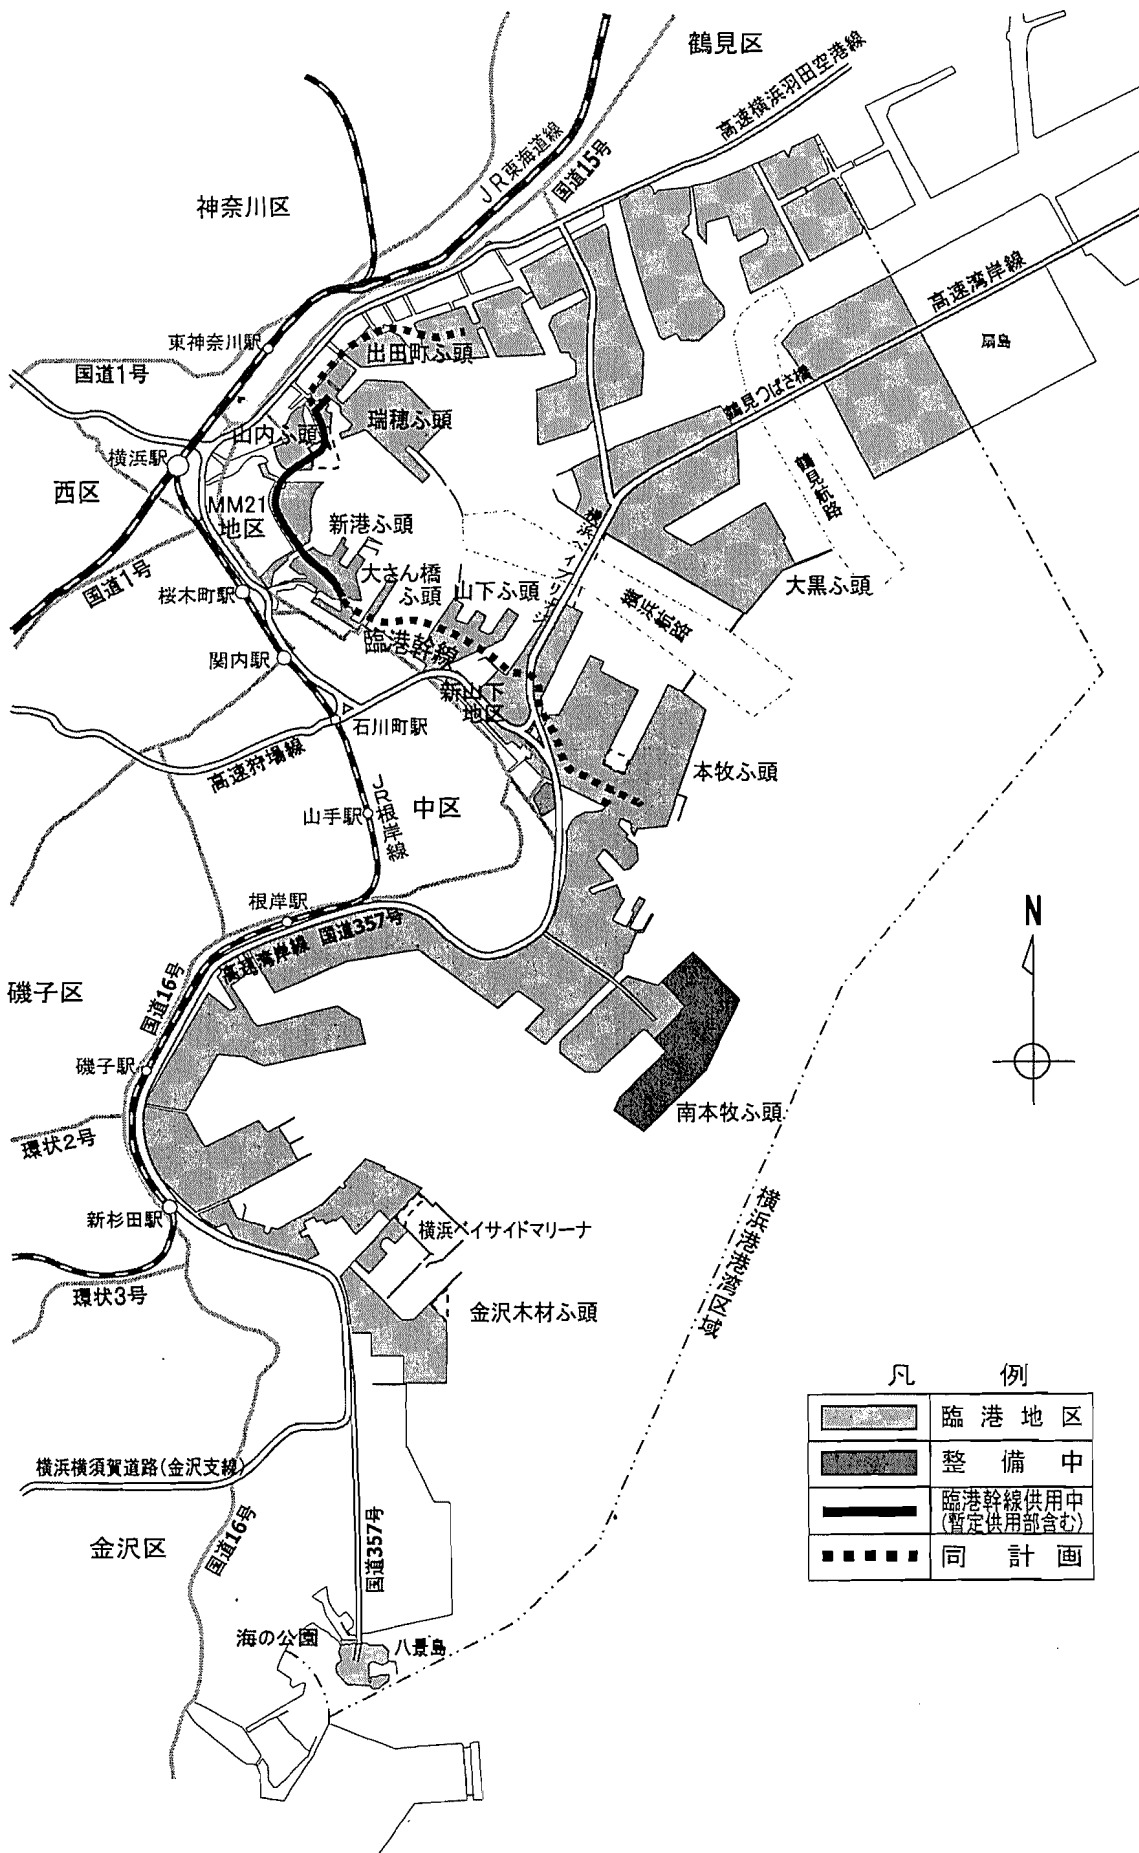 鶴見区
高速横浜羽田空港線
JR東海道線
国道15号
神奈川区
高速湾岸線
扇島
東神奈川駅
出田町ふ頭
国道1号
鶴見つばさ橋
瑞穂ふ頭
山内ふ頭
横浜駅
鶴見航路
西区
MM21
地区
新港ふ頭
横浜ベイブリッジ
大さん橋
ふ頭
山下ふ頭
大黒ふ頭
国道1号
桜木町駅
横浜航路
臨港幹線
関内駅
新山下
地区
石川町駅
高速狩場線
本牧ふ頭
JR根岸線
山手駅
中区
根岸駅
高速湾岸線 国道357号
N
磯子区
国道16号
磯子駅
南本牧ふ頭
環状2号
横浜港港湾区域
新杉田駅
横浜ベイサイドマリーナ
環状3号
金沢木材ふ頭
凡例
臨港地区
整備中
臨港幹線供用中
(暫定供用部含む)
同計画
横浜横須賀道路(金沢支線)
国道16号
国道357号
金沢区
海の公園
八景島